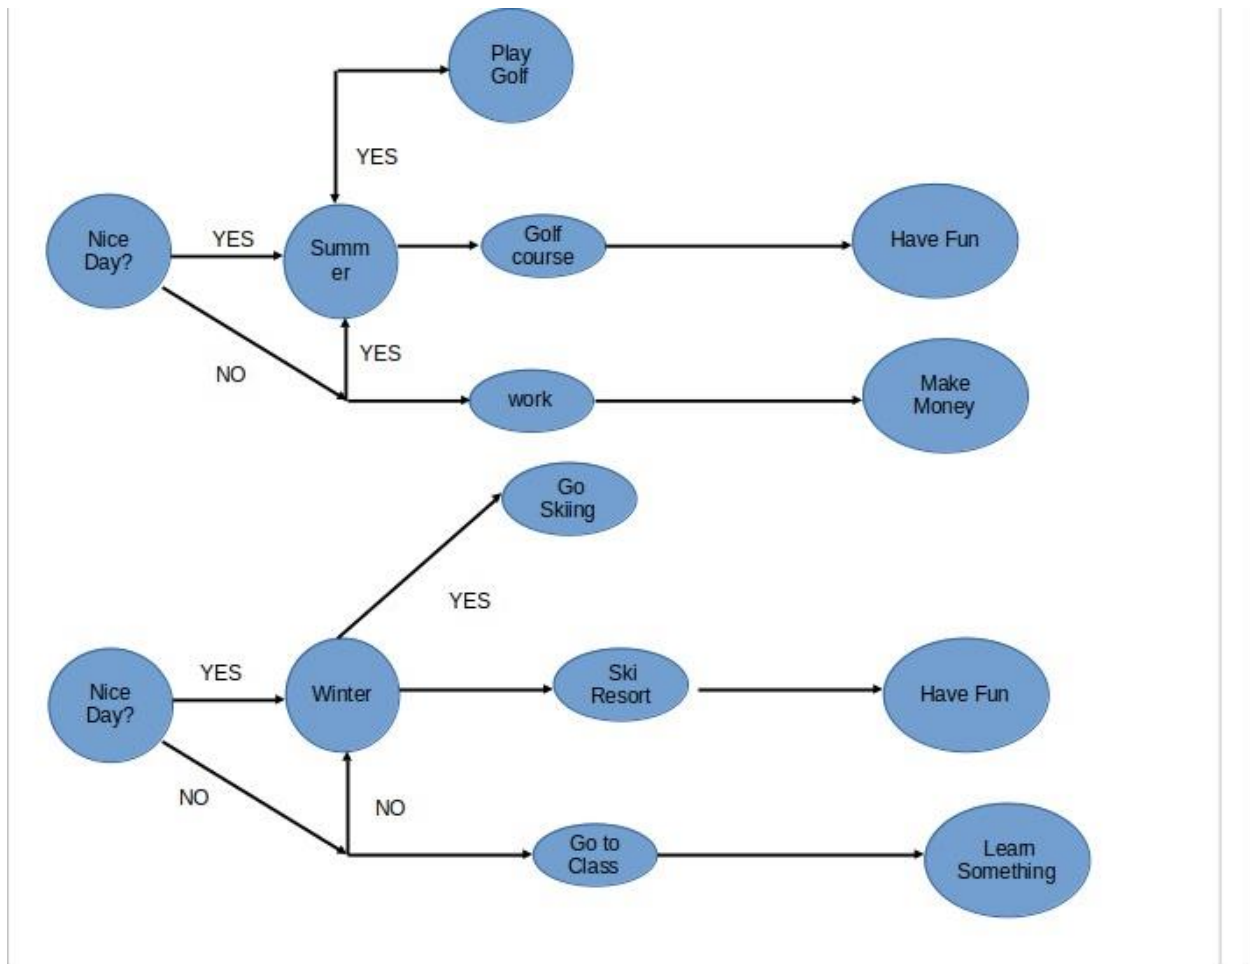 Play
Golf
YES
Nice
Day?
YES
Summ
er
Golf
course
Have Fun
YES
NO
work
Make
Money
Go
Skiing
YES
Nice
Day?
YES
Winter
Ski
Resort
Have Fun
NO
NO
Go to
Class
Learn
Something